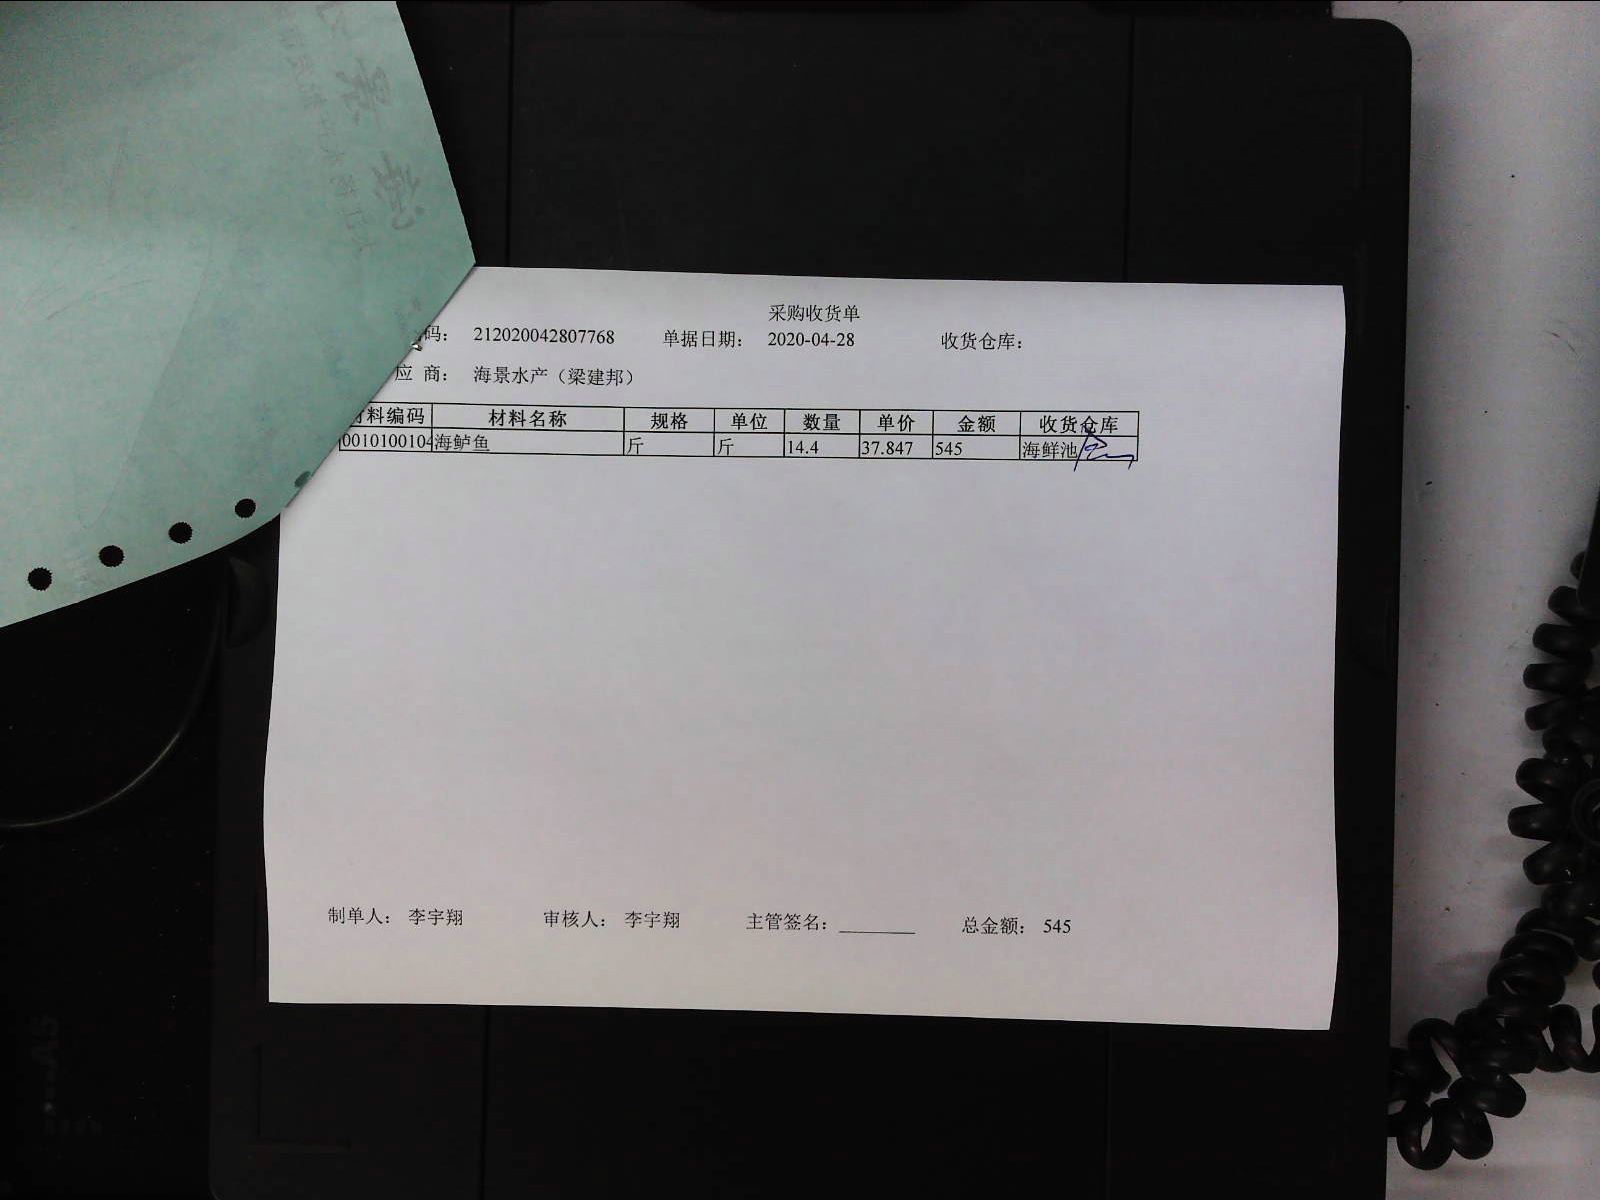 采购收货单
码： 212020042807768 单据日期： 2020-04-28 收货仓库：
应 商： 海景水产（梁建邦）
料编码 材料名称 规格 单位 数量 单价 金额 收货仓库
0010100104 海鲈鱼 斤 斤 14.4 37.847 545 海鲜池
制单人： 李宇翔 审核人： 李宇翔 主管签名： 总金额： 545